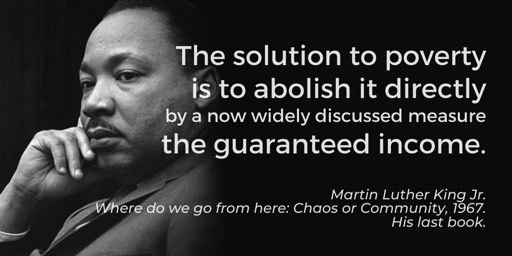 The solution to poverty
is to abolish it directly
by a now widely discussed measure
the guaranteed income.
Martin Luther King Jr.
Where do we go from here: Chaos or Community, 1967.
His last book.